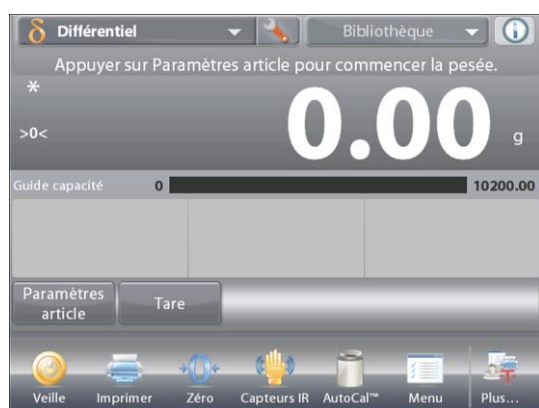 δ Différentiel
Bibliothèque
Appuyer sur Paramètres article pour commencer la pesée.
*
>0<
0.00 g
Guide capacité 0 10200.00
Paramètres article
Tare
Veille Imprimer Zéro Capteurs IR AutoCal™ Menu Plus...